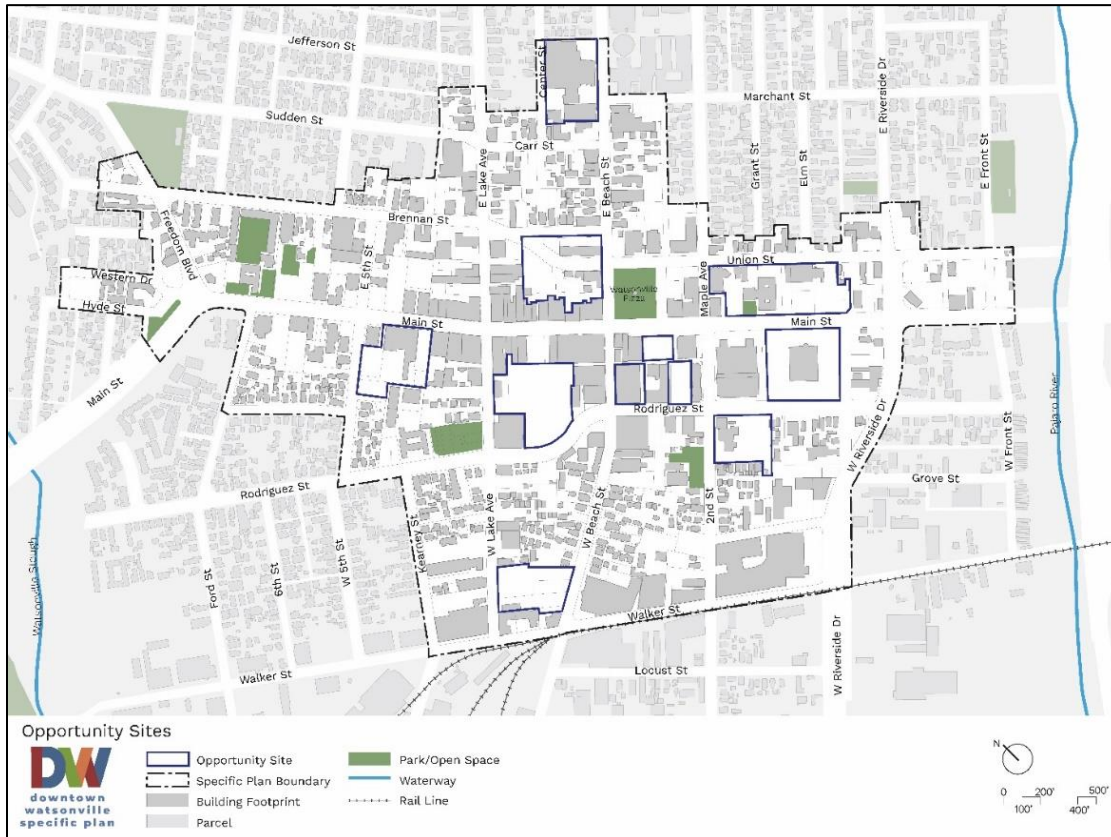 Jefferson St
Center St
Marchant St
E Riverside Dr
Sudden St
Carr St
E Lake Ave
E Beach St
Grant St
Elm St
E Front St
Brennan St
Freedom Blvd
E 5th St
Union St
Western Dr
Watsonville
Plaza
Maple Ave
Hyde St
Main St
Main St
Main St
Pajaro River
Rodriguez St
W Riverside Dr
W Front St
Rodriguez St
Grove St
Watsonville Slough
Ford St
6th St
W 5th St
Kearney St
W Lake Ave
W Beach St
2nd St
Walker St
Walker St
Locust St
W Riverside Dr
Opportunity Sites
DW
downtown
watsonville
specific plan
Opportunity Site
Specific Plan Boundary
Building Footprint
Parcel
Park/Open Space
Waterway
Rail Line
N
0 200' 500'
100' 400'